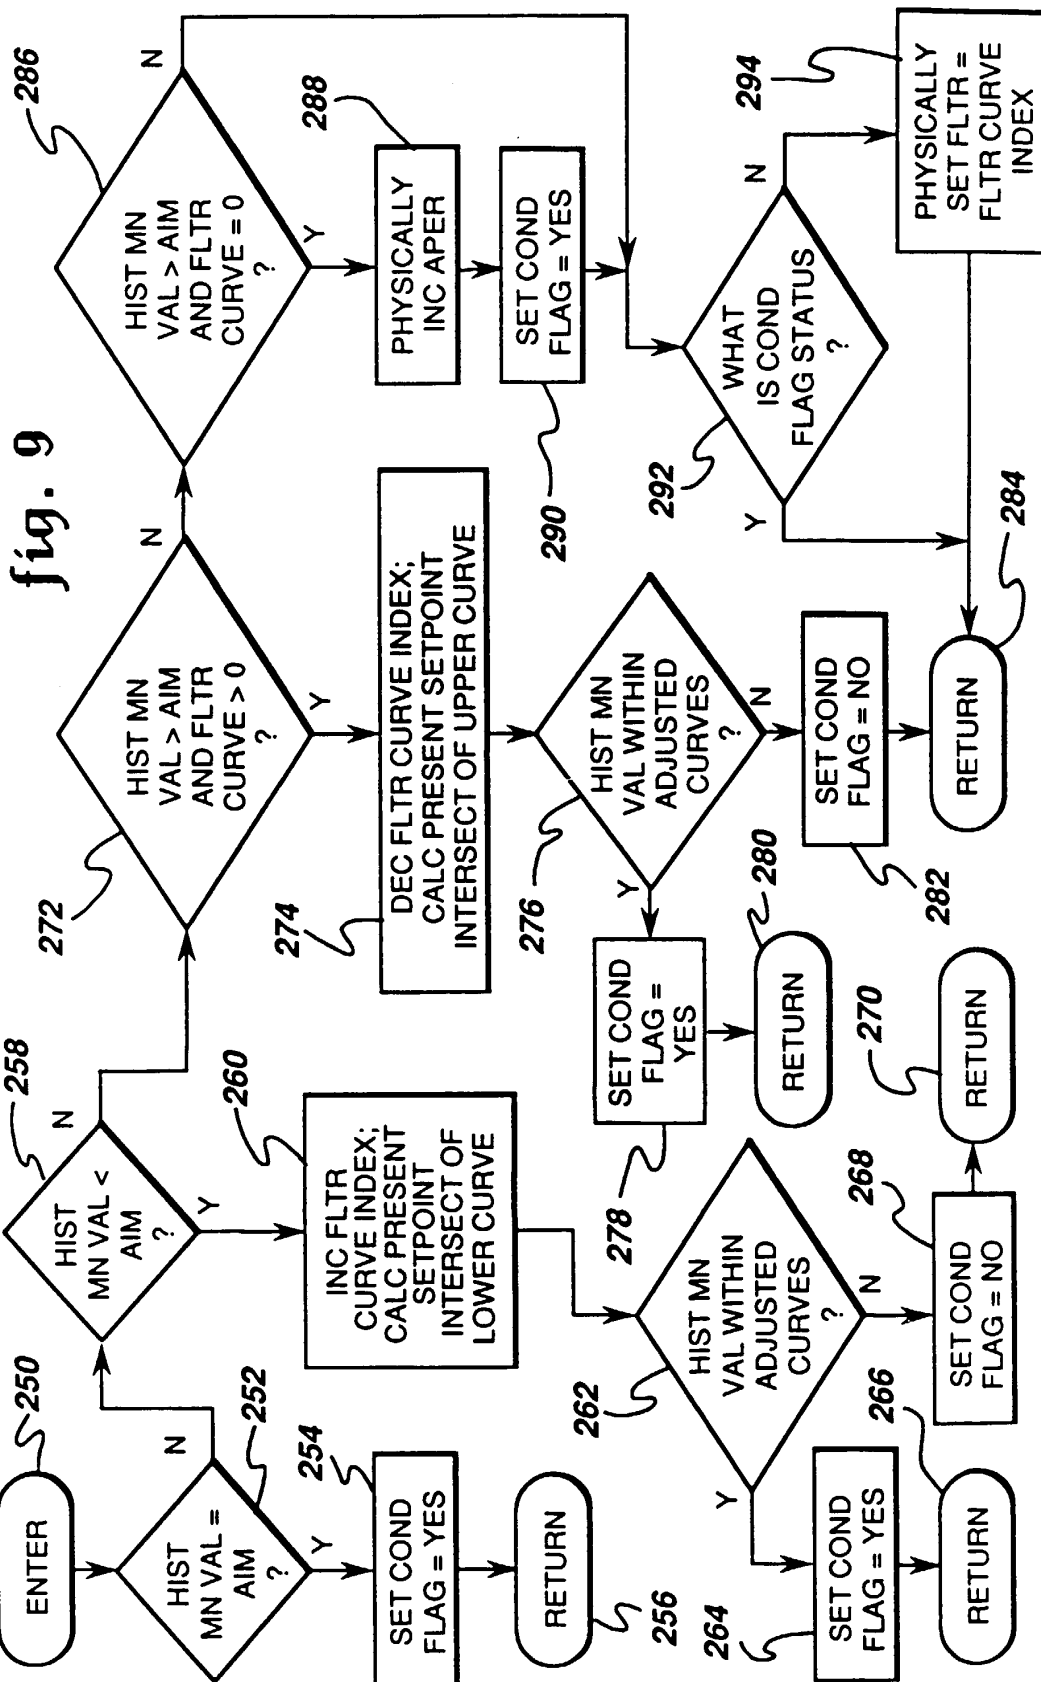 fig. 9
ENTER
250
HIST
MN VAL =
AIM
?
252
N
Y
SET COND
FLAG = YES
254
RETURN
256
HIST
MN VAL <
AIM
?
258
N
Y
INC FLTR
CURVE INDEX;
CALC PRESENT
SETPOINT
INTERSECT OF
LOWER CURVE
260
HIST MN
VAL WITHIN
ADJUSTED
CURVES
?
262
Y
N
SET COND
FLAG = YES
264
RETURN
266
SET COND
FLAG = NO
268
RETURN
270
HIST MN
VAL > AIM
AND FLTR
CURVE > 0
?
272
N
Y
DEC FLTR CURVE INDEX;
CALC PRESENT SETPOINT
INTERSECT OF UPPER CURVE
274
HIST MN
VAL WITHIN
ADJUSTED
CURVES
?
276
Y
N
SET COND
FLAG =
YES
278
RETURN
280
SET COND
FLAG = NO
282
RETURN
284
HIST MN
VAL > AIM
AND FLTR
CURVE = 0
?
286
N
Y
PHYSICALLY
INC APER
288
SET COND
FLAG = YES
290
WHAT
IS COND
FLAG STATUS
?
292
Y
N
PHYSICALLY
SET FLTR =
FLTR CURVE
INDEX
294